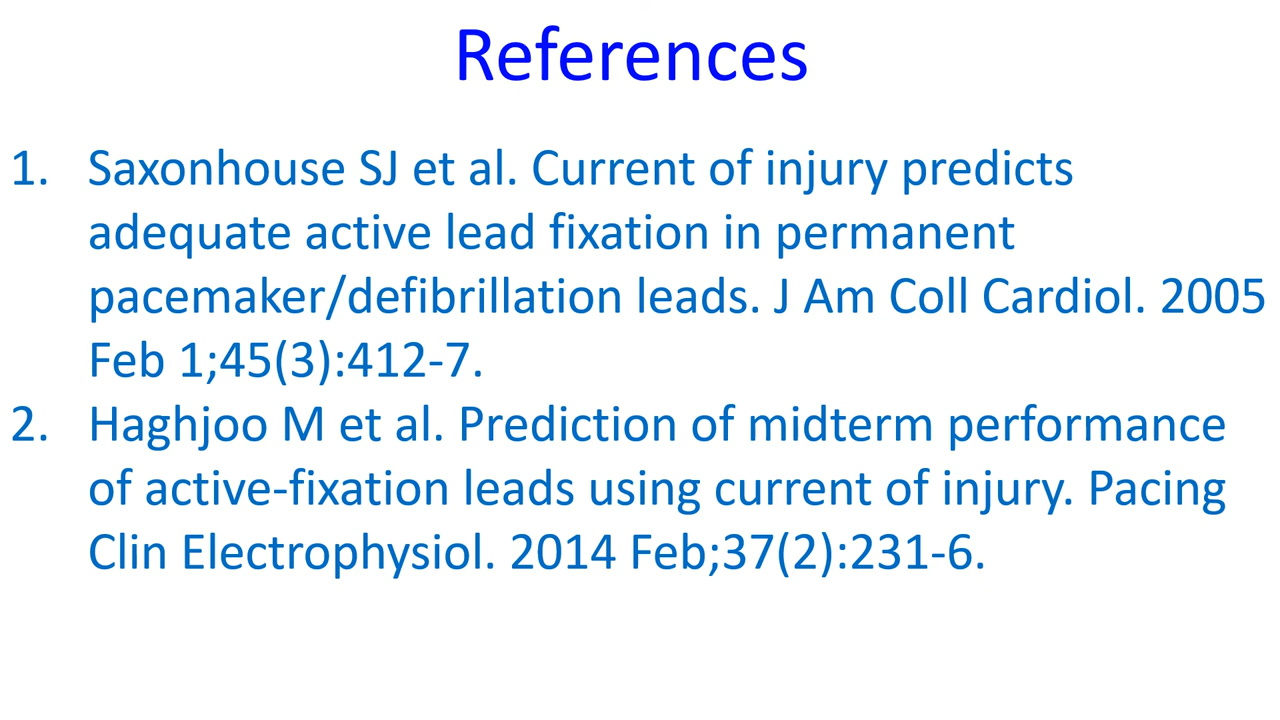 References
1. Saxonhouse SJ et al. Current of injury predicts
adequate active lead fixation in permanent
pacemaker/defibrillation leads. J Am Coll Cardiol. 2005
Feb 1;45(3):412-7.
2. Haghjoo M et al. Prediction of midterm performance
of active-fixation leads using current of injury. Pacing
Clin Electrophysiol. 2014 Feb;37(2):231-6.